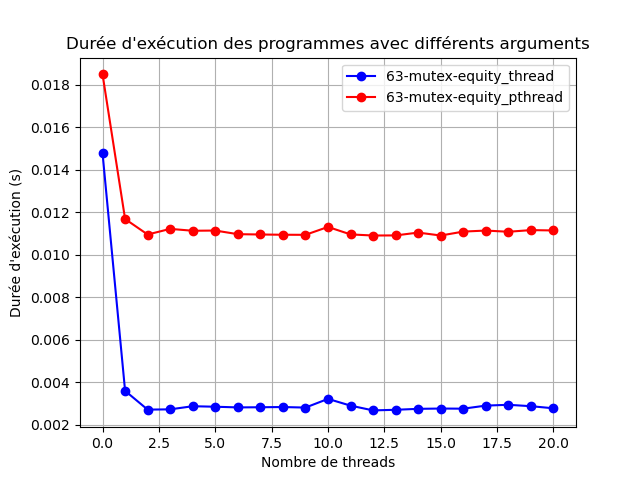 Durée d'exécution des programmes avec différents arguments
63-mutex-equity_thread
63-mutex-equity_pthread
0.018
0.016
0.014
0.012
0.010
0.008
0.006
0.004
0.002
Durée d'exécution (s)
0.0 2.5 5.0 7.5 10.0 12.5 15.0 17.5 20.0
Nombre de threads